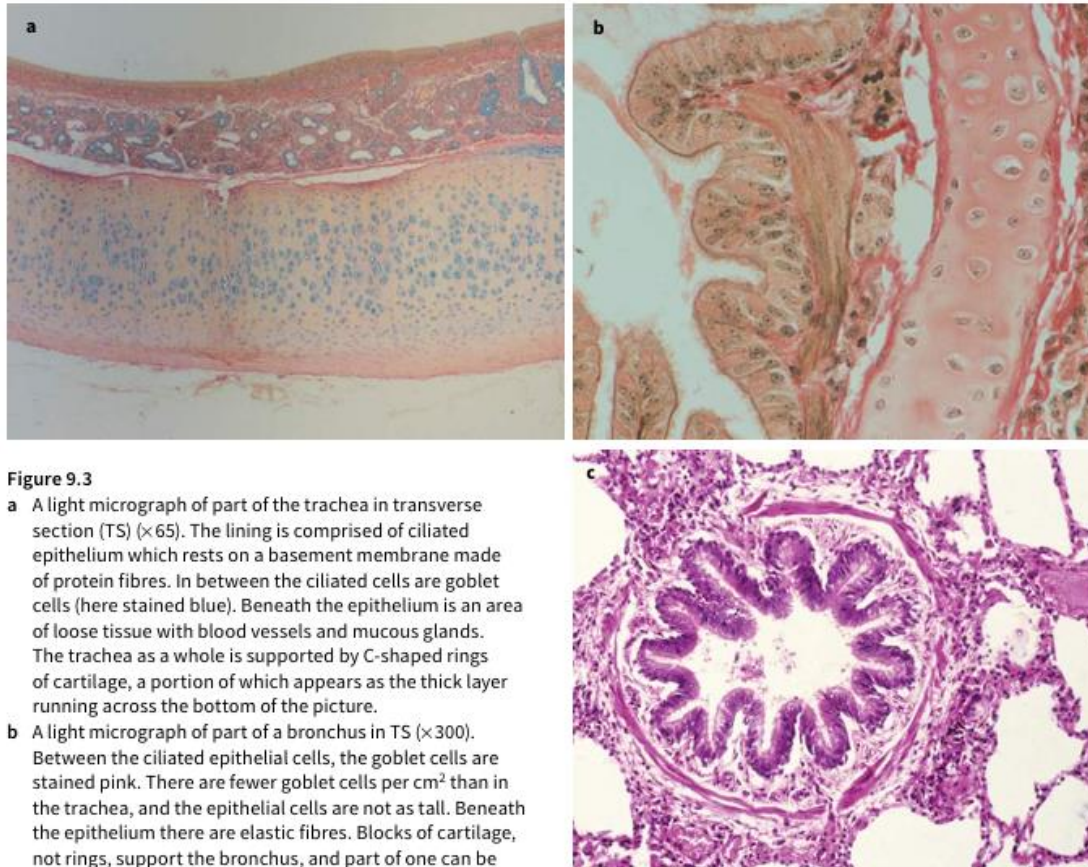 a
b
c
Figure 9.3
a A light micrograph of part of the trachea in transverse
section (TS) (×65). The lining is comprised of ciliated
epithelium which rests on a basement membrane made
of protein fibres. In between the ciliated cells are goblet
cells (here stained blue). Beneath the epithelium is an area
of loose tissue with blood vessels and mucous glands.
The trachea as a whole is supported by C-shaped rings
of cartilage, a portion of which appears as the thick layer
running across the bottom of the picture.
b A light micrograph of part of a bronchus in TS (×300).
Between the ciliated epithelial cells, the goblet cells are
stained pink. There are fewer goblet cells per cm² than in
the trachea, and the epithelial cells are not as tall. Beneath
the epithelium there are elastic fibres. Blocks of cartilage,
not rings, support the bronchus, and part of one can be